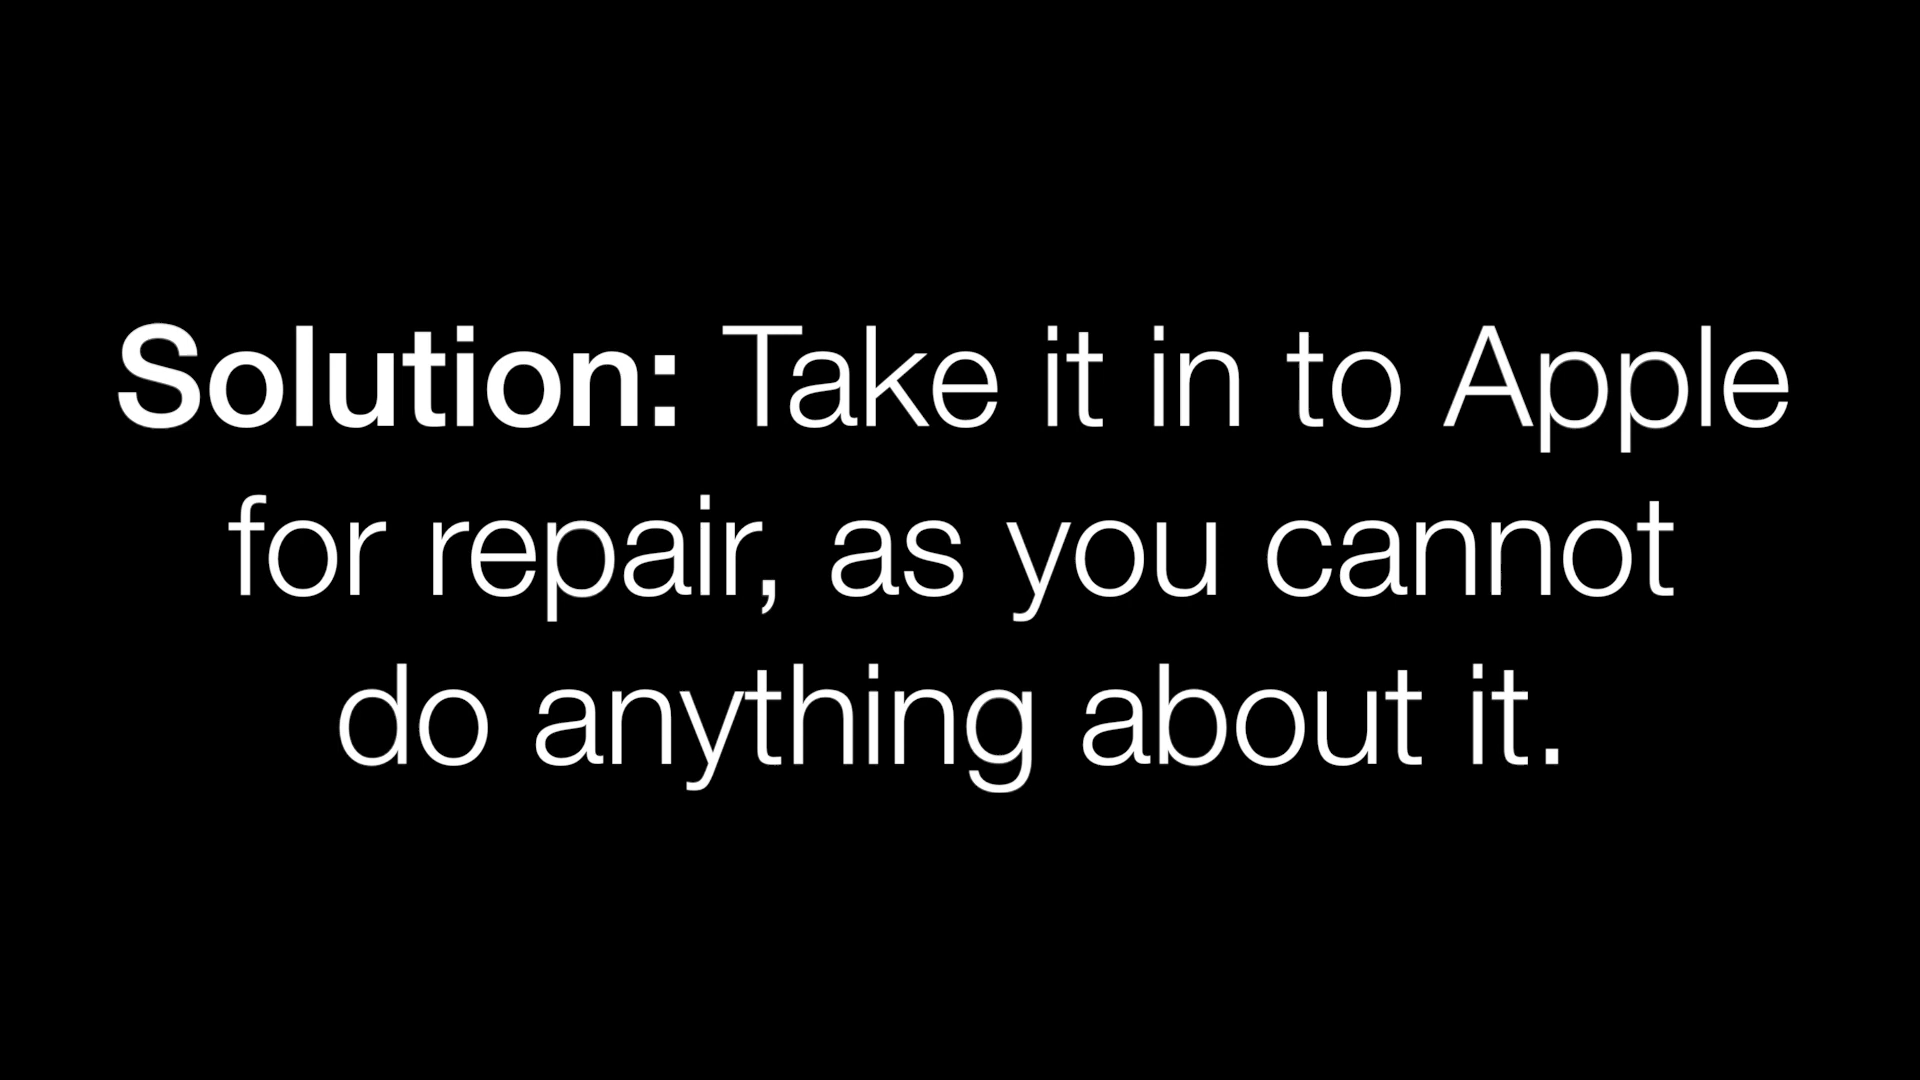 Solution: Take it in to Apple
for repair, as you cannot
do anything about it.